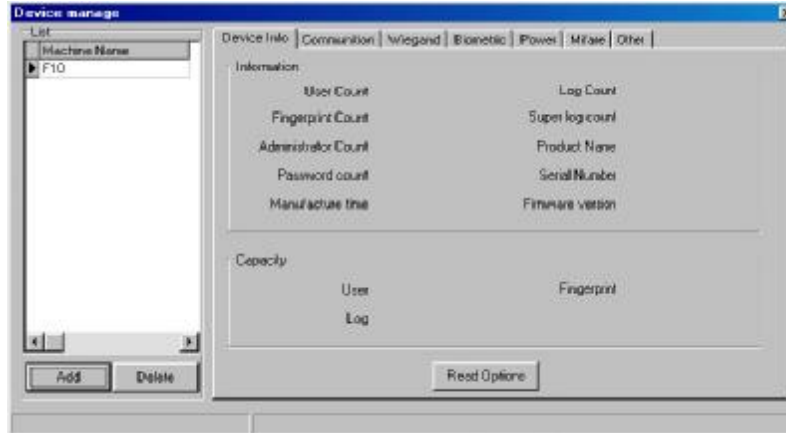 Device manage
List
Machine Name
F10
Device Info Communition Wiegand Biometric Power Mifare Other
Information
User Count Log Count
Fingerprint Count Super log count
Administrator Count Product Name
Password count Serial Number
Manufacture time Firmware version
Capacity
User Fingerprint
Log
Add Delete Read Options